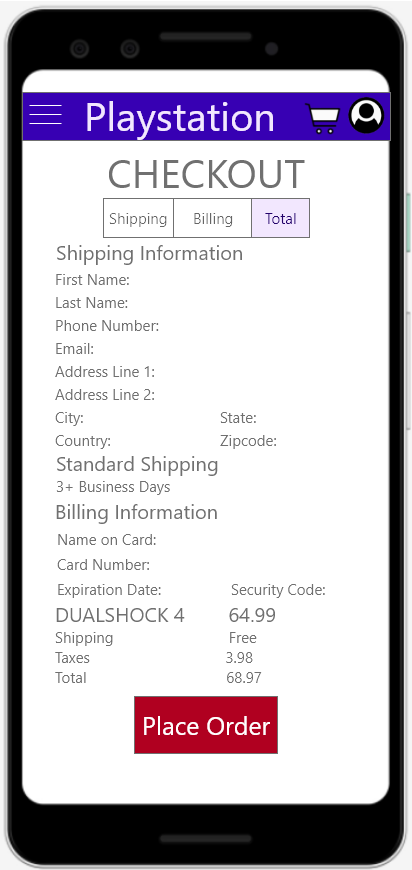 Playstation
CHECKOUT
Shipping Billing Total
Shipping Information
First Name:
Last Name:
Phone Number:
Email:
Address Line 1:
Address Line 2:
City: State:
Country: Zipcode:
Standard Shipping
3+ Business Days
Billing Information
Name on Card:
Card Number:
Expiration Date: Security Code:
DUALSHOCK 4 64.99
Shipping Free
Taxes 3.98
Total 68.97
Place Order